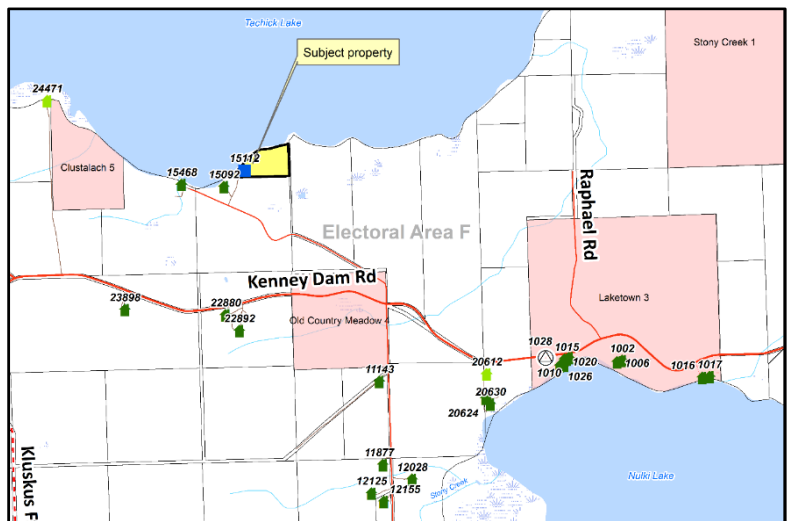 Tachick Lake
Stony Creek 1
Subject property
24471
15112
Clustalach 5
15468
15092
Raphael Rd
Electoral Area F
Kenney Dam Rd
Laketown 3
23898
22880
22892
Old Country Meadow 4
1028
1015
1002
1020
1006
1010
1026
1016
1017
20612
11143
20630
20624
11877
12028
12125
12155
Kluskus F
Stony Creek
Nulki Lake